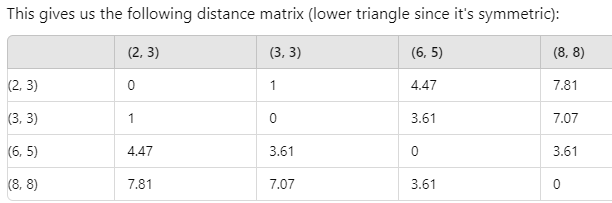 This gives us the following distance matrix (lower triangle since it's symmetric):
(2, 3) (3, 3) (6, 5) (8, 8)
(2, 3) 0 1 4.47 7.81
(3, 3) 1 0 3.61 7.07
(6, 5) 4.47 3.61 0 3.61
(8, 8) 7.81 7.07 3.61 0